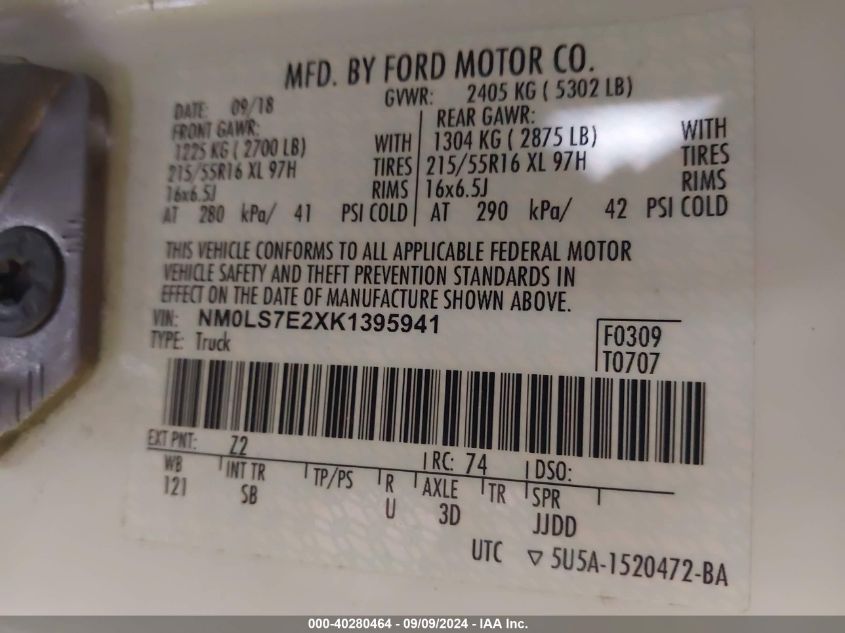 MFD. BY FORD MOTOR CO.
DATE: 09/18 GVWR: 2405 KG ( 5302 LB)
FRONT GAWR: REAR GAWR:
1225 KG ( 2700 LB) WITH 1304 KG ( 2875 LB) WITH
215/55R16 XL 97H TIRES 215/55R16 XL 97H TIRES
16x6.5J RIMS 16x6.5J RIMS
AT 280 kPa/ 41 PSI COLD AT 290 kPa/ 42 PSI COLD
THIS VEHICLE CONFORMS TO ALL APPLICABLE FEDERAL MOTOR
VEHICLE SAFETY AND THEFT PREVENTION STANDARDS IN
EFFECT ON THE DATE OF MANUFACTURE SHOWN ABOVE.
VIN: NM0LS7E2XK1395941
TYPE: Truck
F0309
T0707
EXT PNT: Z2 RC: 74 DSO:
WB INT TR TP/PS R AXLE TR SPR
121 SB U 3D JJDD
UTC ▽ 5U5A-1520472-BA
000-40280464 - 09/09/2024 - IAA Inc.